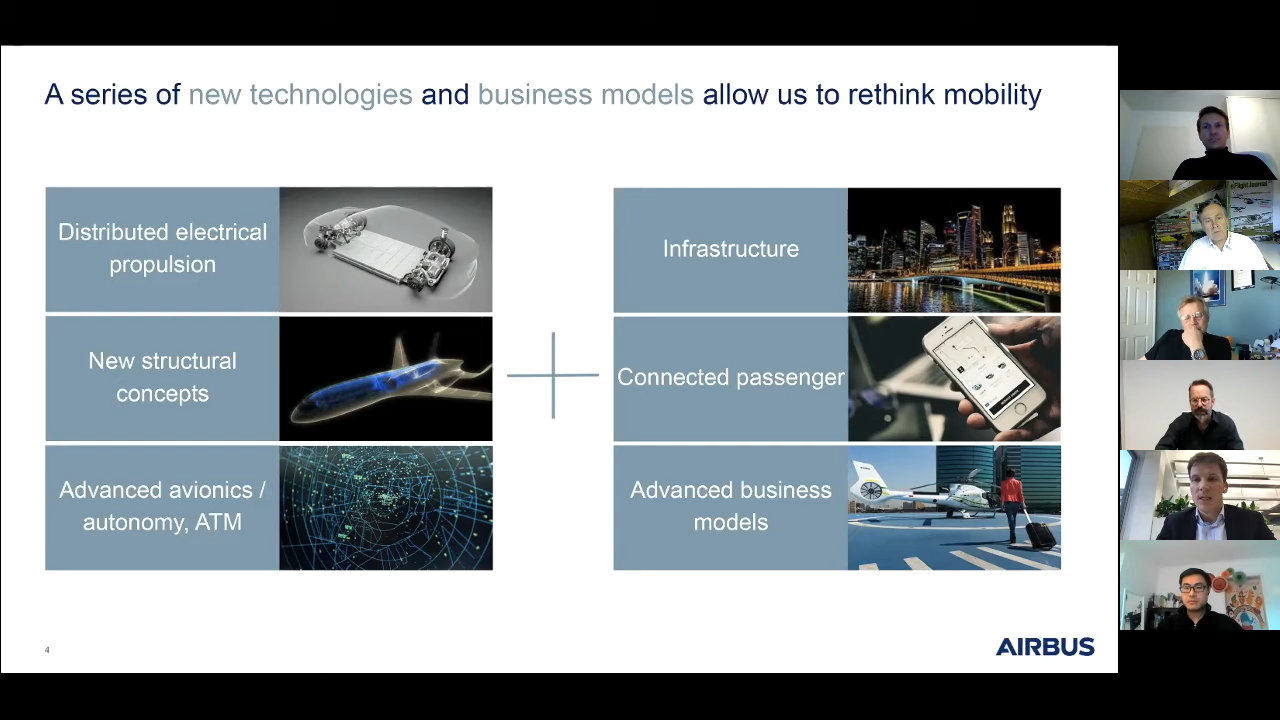 A series of new technologies and business models allow us to rethink mobility
Distributed electrical
propulsion
New structural
concepts
Advanced avionics /
autonomy, ATM
Infrastructure
Connected passenger
Advanced business
models
4
AIRBUS
eFlightJournal